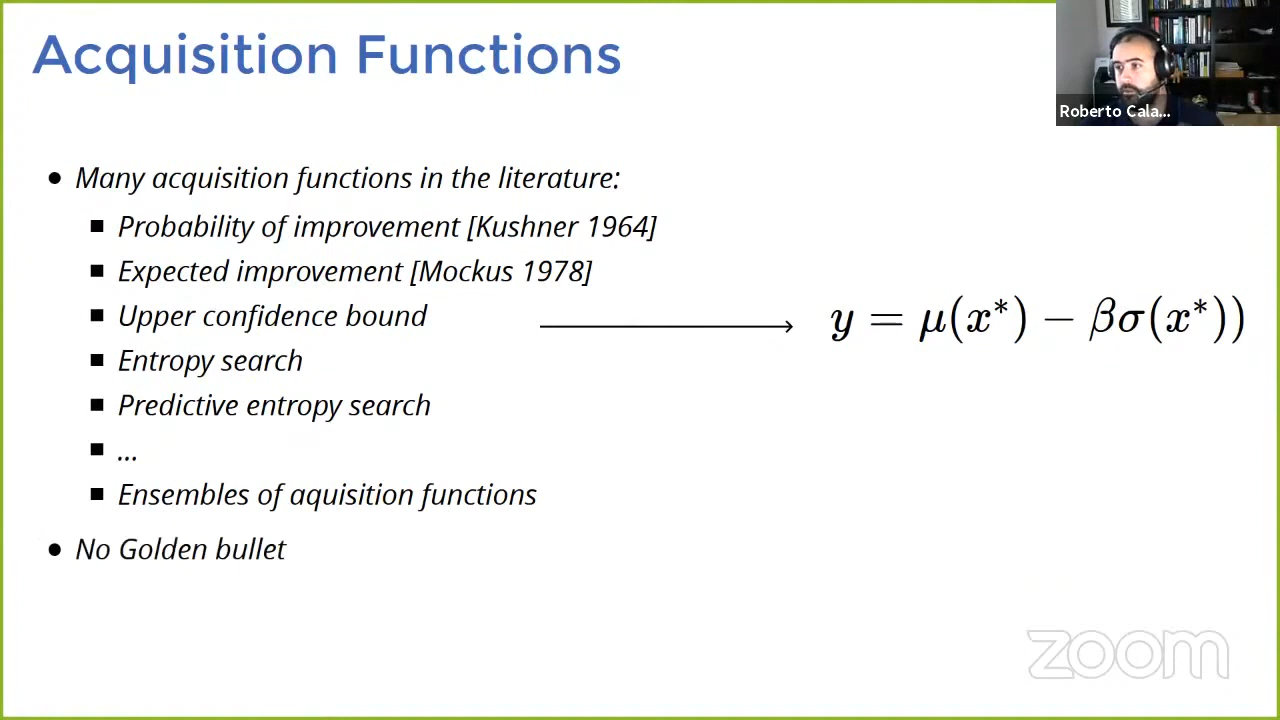 Acquisition Functions
Roberto Cala...
• Many acquisition functions in the literature:
■ Probability of improvement [Kushner 1964]
■ Expected improvement [Mockus 1978]
■ Upper confidence bound
y = μ(x*) − βσ(x*))
■ Entropy search
■ Predictive entropy search
■ ...
■ Ensembles of aquisition functions
• No Golden bullet
zoom